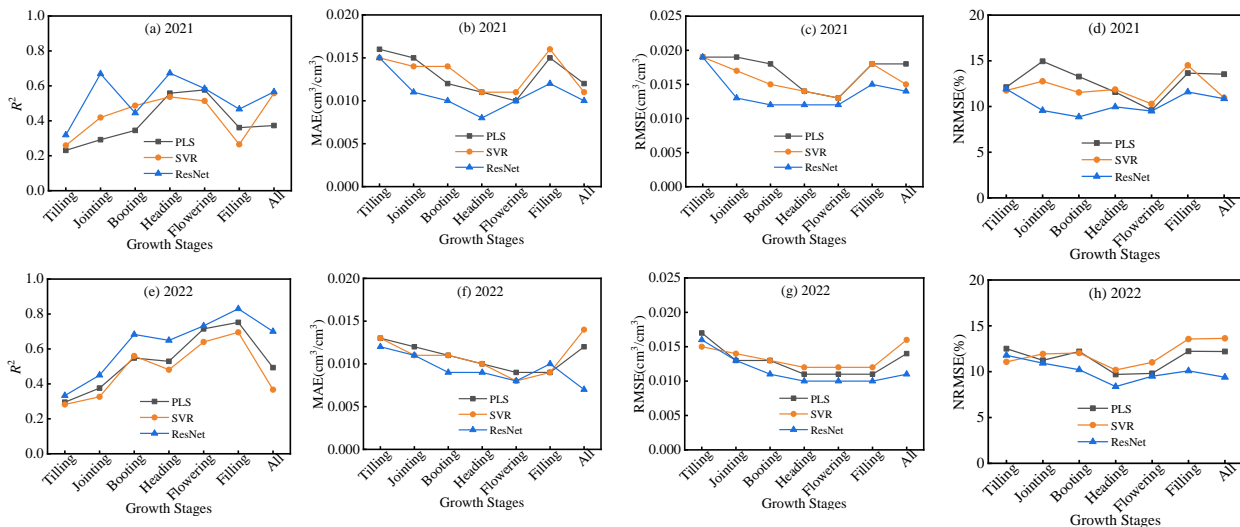 (a) 2021
R²
1.0
0.8
0.6
0.4
0.2
0.0
PLS
SVR
ResNet
Tilling
Jointing
Booting
Heading
Flowering
Filling
All
Growth Stages
(b) 2021
MAE(cm³/cm³)
0.020
0.015
0.010
0.005
0.000
PLS
SVR
ResNet
Tilling
Jointing
Booting
Heading
Flowering
Filling
All
Growth Stages
(c) 2021
RMSE(cm³/cm³)
0.025
0.020
0.015
0.010
0.005
0.000
PLS
SVR
ResNet
Tilling
Jointing
Booting
Heading
Flowering
Filling
All
Growth Stages
(d) 2021
NRMSE(%)
20
15
10
5
0
PLS
SVR
ResNet
Tilling
Jointing
Booting
Heading
Flowering
Filling
All
Growth Stages
(e) 2022
R²
1.0
0.8
0.6
0.4
0.2
0.0
PLS
SVR
ResNet
Tilling
Jointing
Booting
Heading
Flowering
Filling
All
Growth Stages
(f) 2022
MAE(cm³/cm³)
0.020
0.015
0.010
0.005
0.000
PLS
SVR
ResNet
Tilling
Jointing
Booting
Heading
Flowering
Filling
All
Growth Stages
(g) 2022
RMSE(cm³/cm³)
0.025
0.020
0.015
0.010
0.005
0.000
PLS
SVR
ResNet
Tilling
Jointing
Booting
Heading
Flowering
Filling
All
Growth Stages
(h) 2022
NRMSE(%)
20
15
10
5
0
PLS
SVR
ResNet
Tilling
Jointing
Booting
Heading
Flowering
Filling
All
Growth Stages